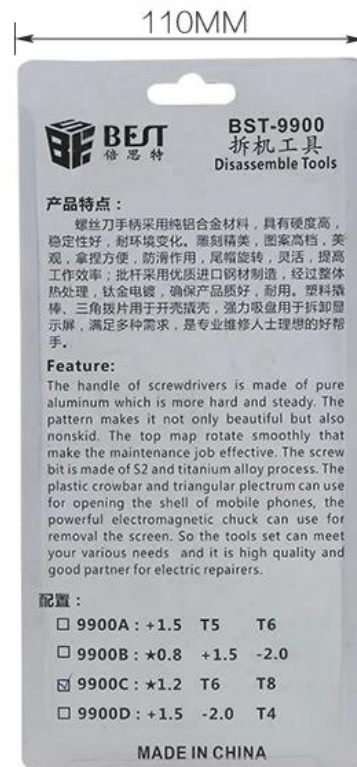 110MM
BEST
倍思特
BST-9900
拆机工具
Disassemble Tools
产品特点：
螺丝刀手柄采用纯铝合金材料，具有硬度高，
稳定性好，耐环境变化。雕刻精美，图案高档，美
观，拿捏方便，防滑作用，尾帽旋转，灵活，提高
工作效率；批杆采用优质进口钢材制造，经过整体
热处理，钛金电镀，确保产品质好，耐用。塑料撬
棒、三角拨片用于开壳撬壳，强力吸盘用于拆卸显
示屏，满足多种需求，是专业维修人士理想的好帮
手。
Feature:
The handle of screwdrivers is made of pure
aluminum which is more hard and steady. The
pattern makes it not only beautiful but also
nonskid. The top map rotate smoothly that
make the maintenance job effective. The screw
bit is made of S2 and titanium alloy process. The
plastic crowbar and triangular plectrum can use
for opening the shell of mobile phones, the
powerful electromagnetic chuck can use for
removal the screen. So the tools set can meet
your various needs and it is high quality and
good partner for electric repairers.
配置：
☐ 9900A : +1.5 T5 T6
☐ 9900B : ★0.8 +1.5 -2.0
☑ 9900C : ★1.2 T6 T8
☐ 9900D : +1.5 -2.0 T4
MADE IN CHINA